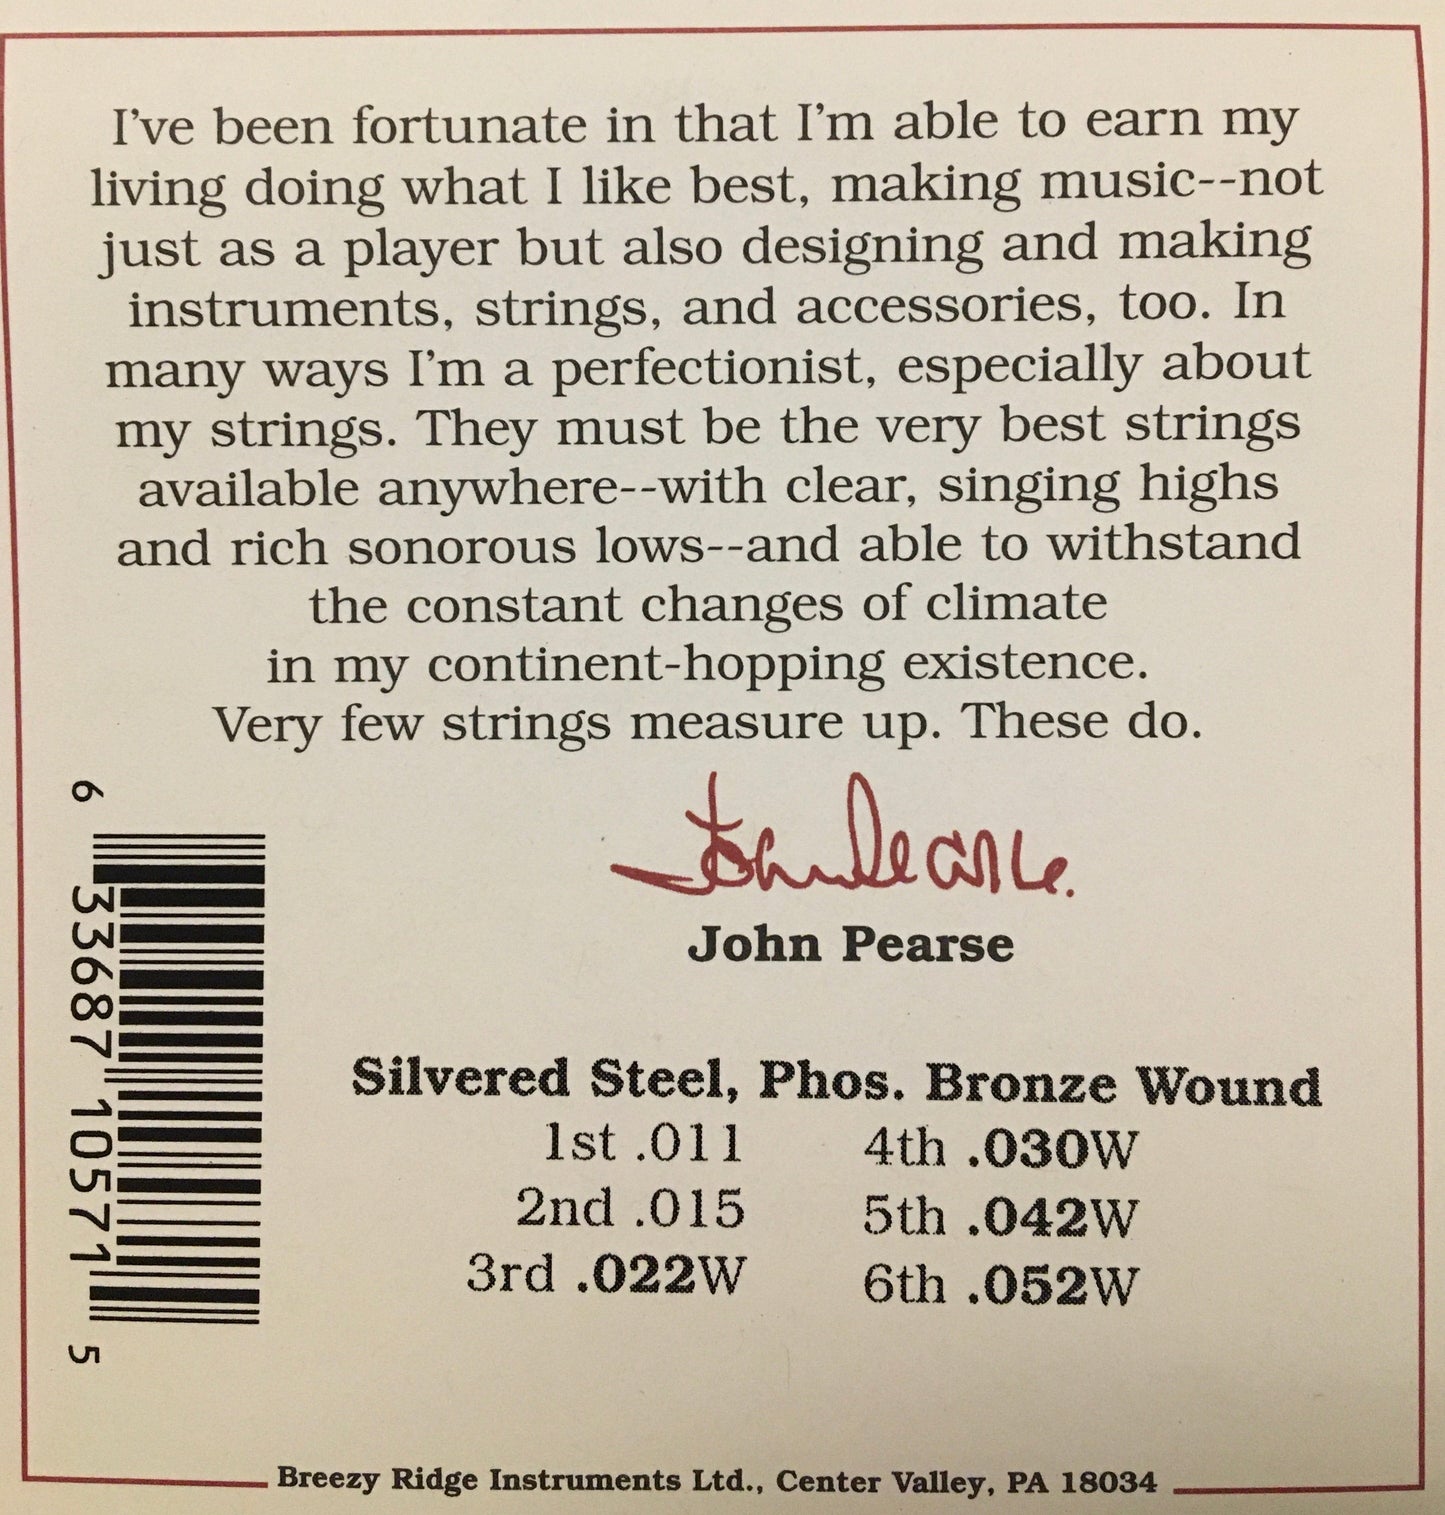 I've been fortunate in that I'm able to earn my
living doing what I like best, making music--not
just as a player but also designing and making
instruments, strings, and accessories, too. In
many ways I'm a perfectionist, especially about
my strings. They must be the very best strings
available anywhere--with clear, singing highs
and rich sonorous lows--and able to withstand
the constant changes of climate
in my continent-hopping existence.
Very few strings measure up. These do.
John Pearse.
John Pearse
6 33687 10571 5
Silvered Steel, Phos. Bronze Wound
1st .011 4th .030W
2nd .015 5th .042W
3rd .022W 6th .052W
Breezy Ridge Instruments Ltd., Center Valley, PA 18034